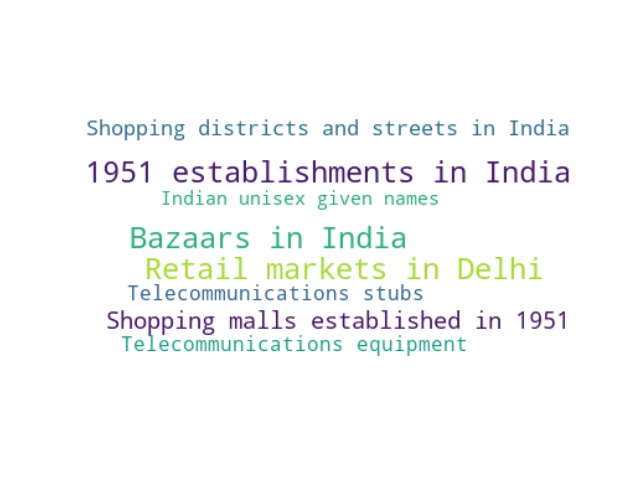 Shopping districts and streets in India
1951 establishments in India
Indian unisex given names
Bazaars in India
Retail markets in Delhi
Telecommunications stubs
Shopping malls established in 1951
Telecommunications equipment